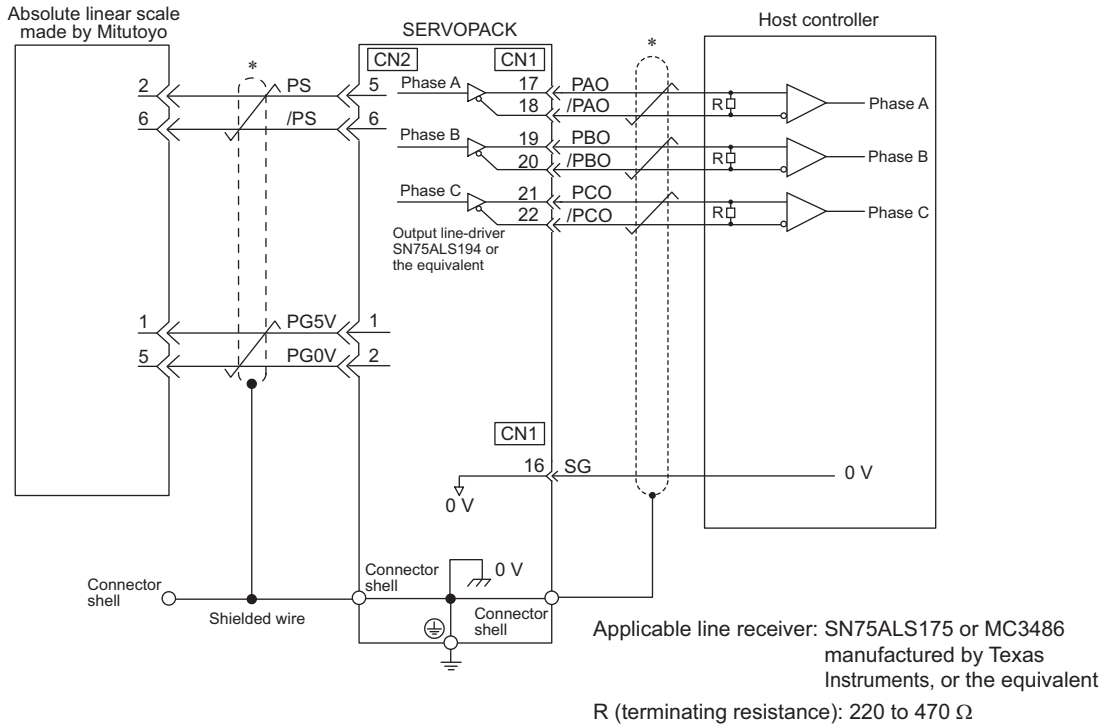 Absolute linear scale
made by Mitutoyo
SERVOPACK
Host controller
CN2
CN1
*
*
2
PS
5
Phase A
17
PAO
R
Phase A
18
/PAO
6
/PS
6
Phase B
19
PBO
R
Phase B
20
/PBO
Phase C
21
PCO
R
Phase C
22
/PCO
Output line-driver
SN75ALS194 or
the equivalent
1
PG5V
1
5
PG0V
2
CN1
16
SG
0 V
0 V
0 V
Connector
shell
Shielded wire
Connector
shell
Connector
shell
Applicable line receiver: SN75ALS175 or MC3486
manufactured by Texas
Instruments, or the equivalent
R (terminating resistance): 220 to 470 Ω